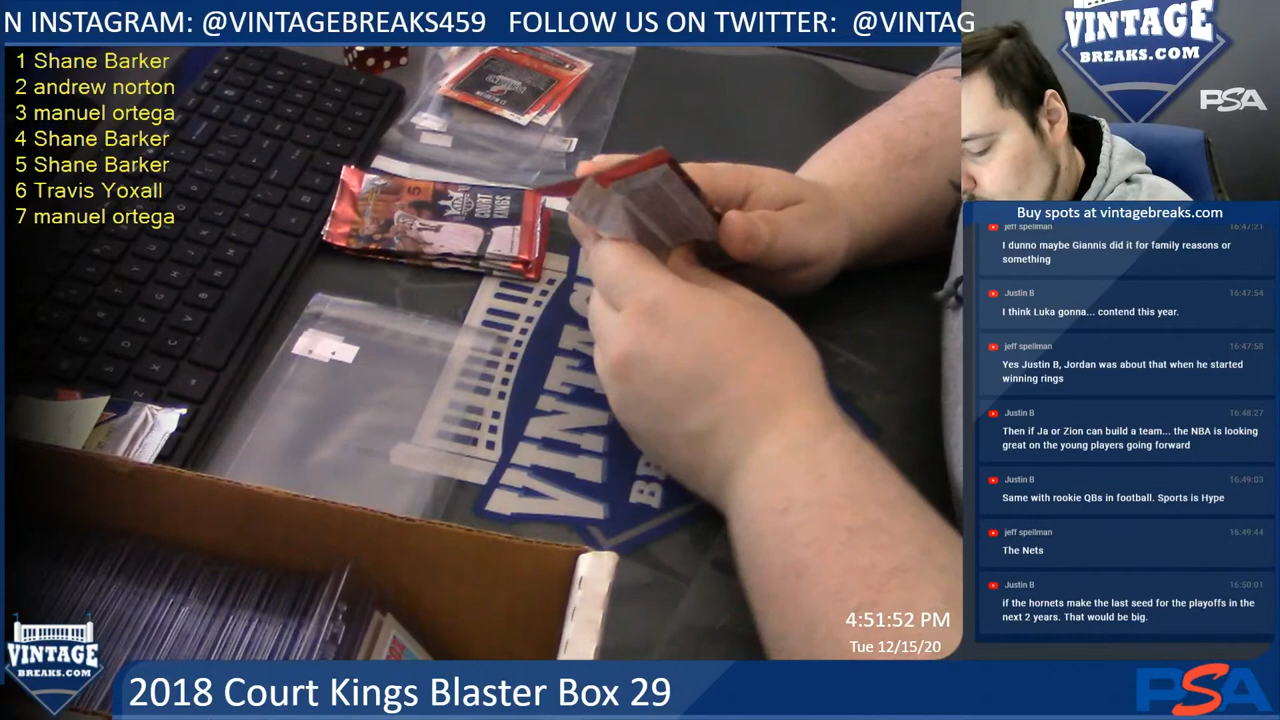 N INSTAGRAM: @VINTAGEBREAKS459 FOLLOW US ON TWITTER: @VINTAG
1 Shane Barker
2 andrew norton
3 manuel ortega
4 Shane Barker
5 Shane Barker
6 Travis Yoxall
7 manuel ortega
COURT KINGS
VINTAGE
BREAKS.COM
PSA
Buy spots at vintagebreaks.com
jeff spellman 16:47:21
I dunno maybe Giannis did it for family reasons or
something
Justin B 16:47:54
I think Luka gonna... contend this year.
jeff spellman 16:47:58
Yes Justin B, Jordan was about that when he started
winning rings
Justin B 16:48:27
Then if Ja or Zion can build a team... the NBA is looking
great on the young players going forward
Justin B 16:49:03
Same with rookie QBs in football. Sports is Hype
jeff spellman 16:49:44
The Nets
Justin B 16:50:01
if the hornets make the last seed for the playoffs in the
next 2 years. That would be big.
VINTAGE
4:51:52 PM
Tue 12/15/20
VINTAGE
BREAKS.COM
2018 Court Kings Blaster Box 29
PSA